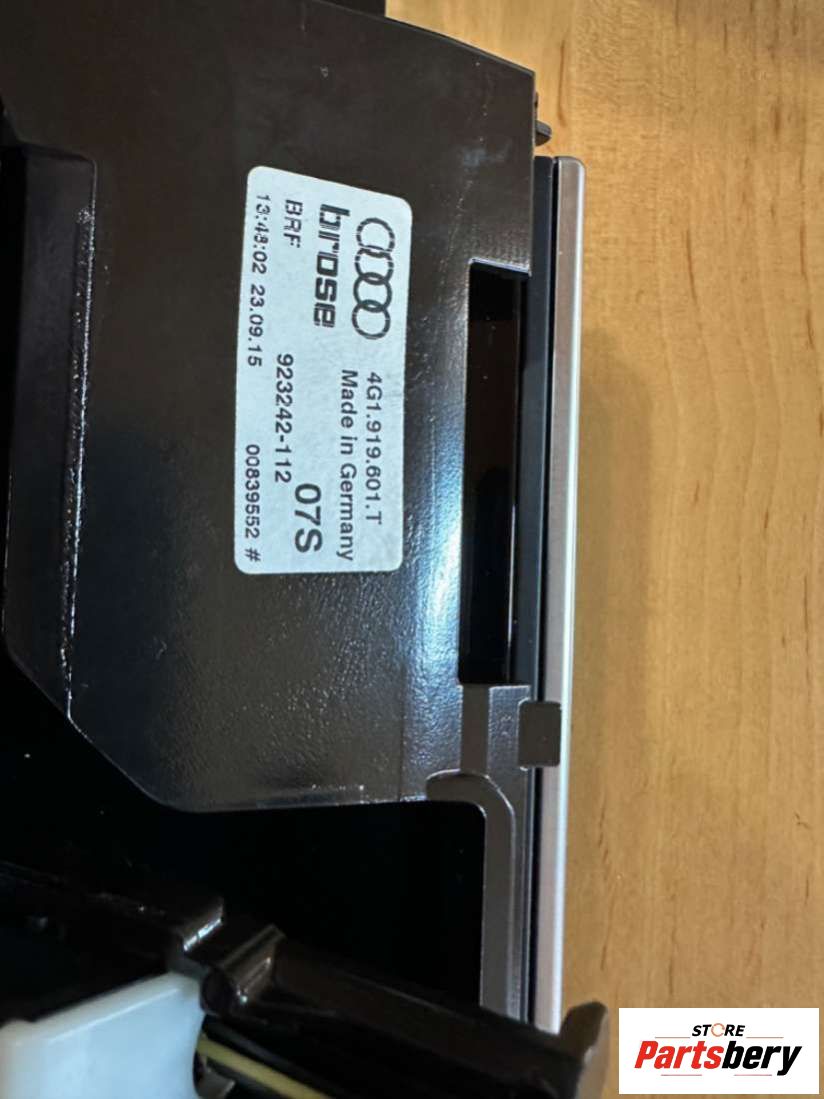 4G1.919.601.T
Made in Germany
brose
07S
BRF 923242-112
13:48:02 23.09.15 00839552 #
STORE
Partsbery